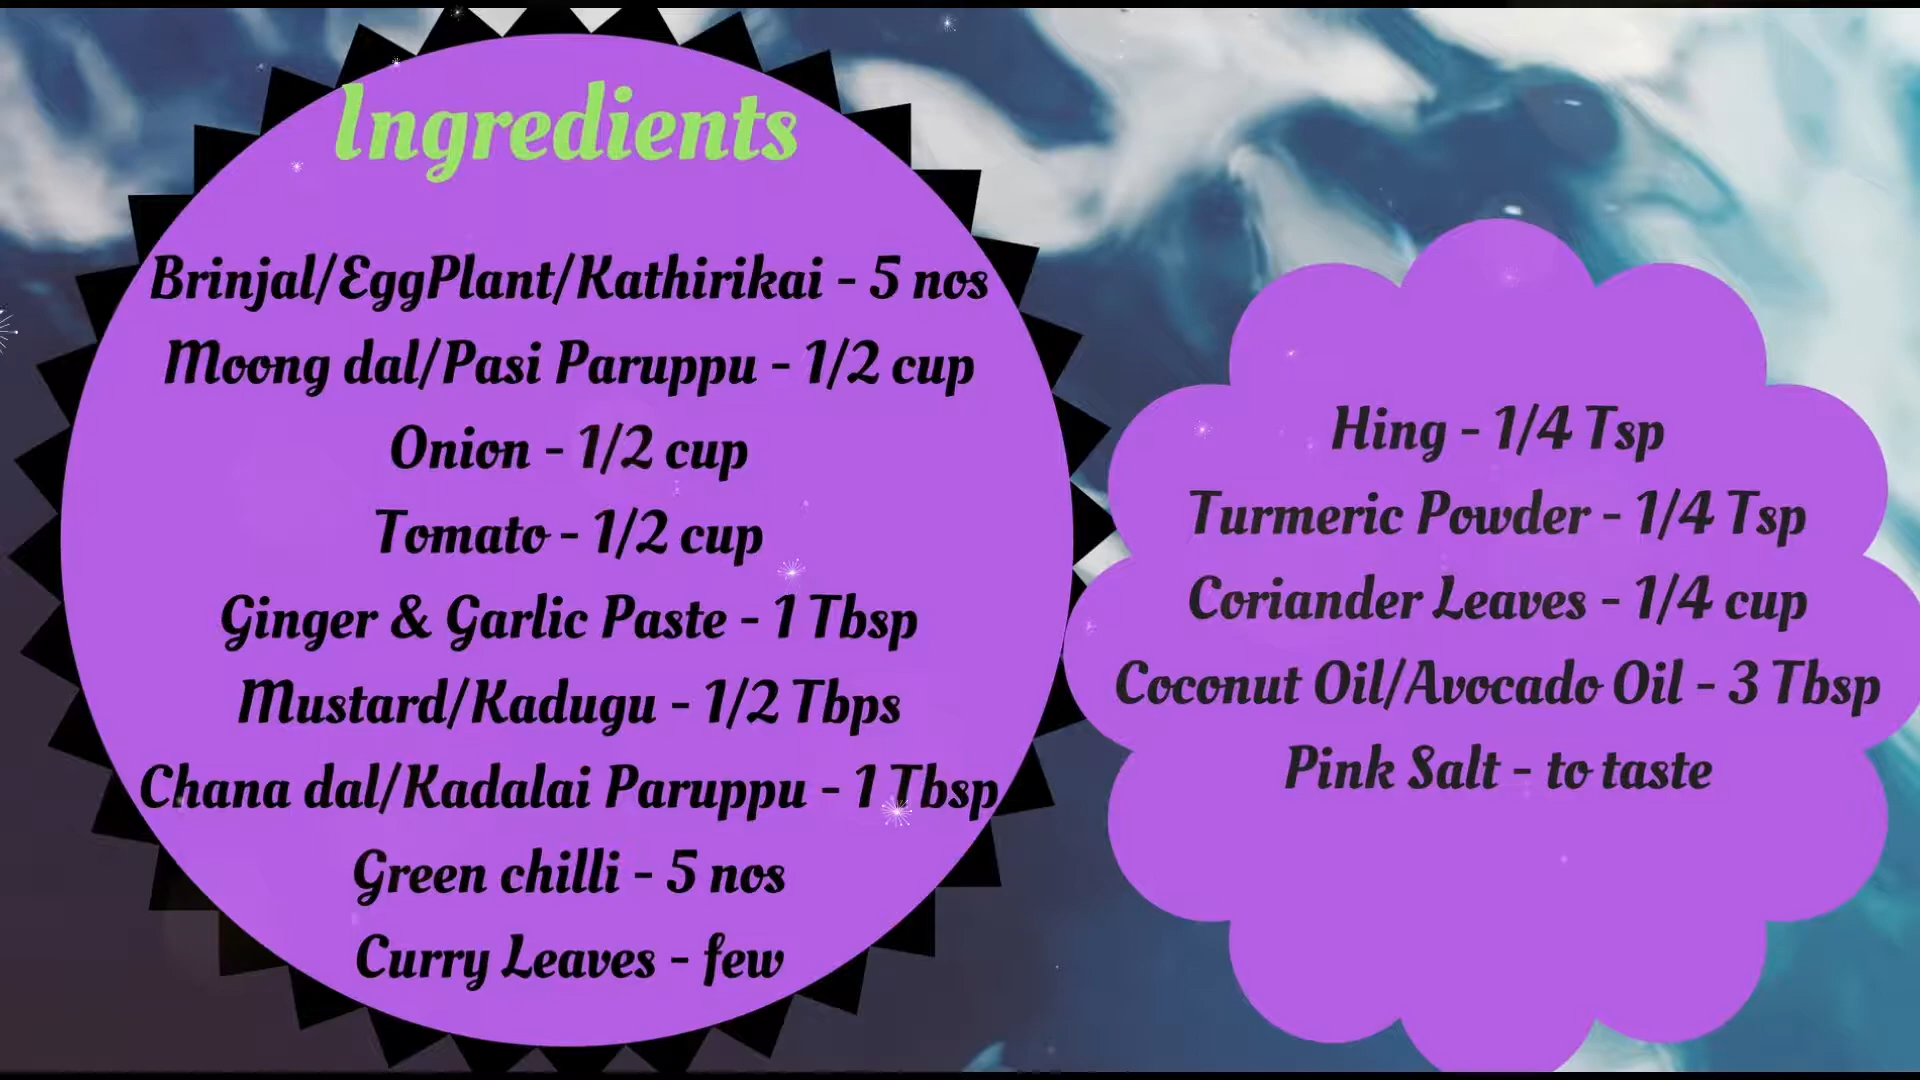 Ingredients
Brinjal/EggPlant/Kathirikai - 5 nos
Moong dal/Pasi Paruppu - 1/2 cup
Onion - 1/2 cup
Tomato - 1/2 cup
Ginger & Garlic Paste - 1 Tbsp
Mustard/Kadugu - 1/2 Tbps
Chana dal/Kadalai Paruppu - 1 Tbsp
Green chilli - 5 nos
Curry Leaves - few
Hing - 1/4 Tsp
Turmeric Powder - 1/4 Tsp
Coriander Leaves - 1/4 cup
Coconut Oil/Avocado Oil - 3 Tbsp
Pink Salt - to taste